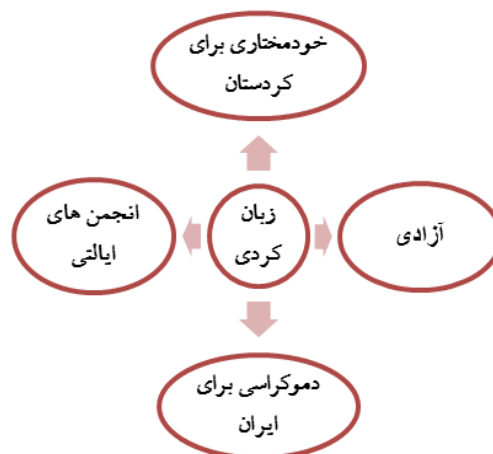 خودمختاری برای
کردستان
آزادی
زبان
کردی
انجمن های
ایالتی
دموکراسی برای
ایران